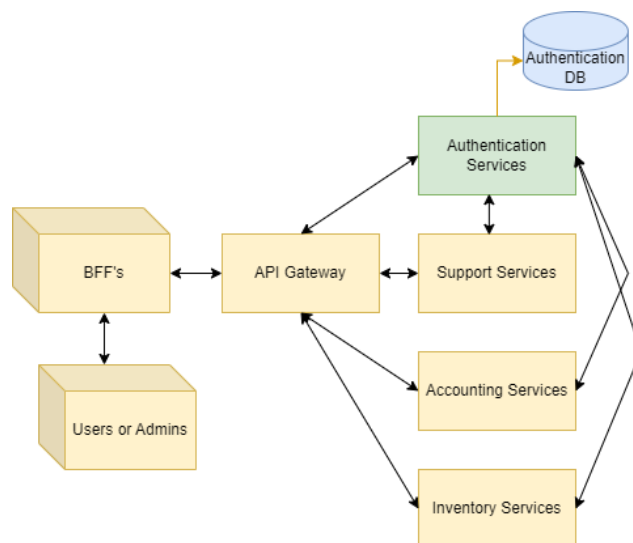 Authentication
DB
Authentication
Services
BFF's
API Gateway
Support Services
Users or Admins
Accounting Services
Inventory Services